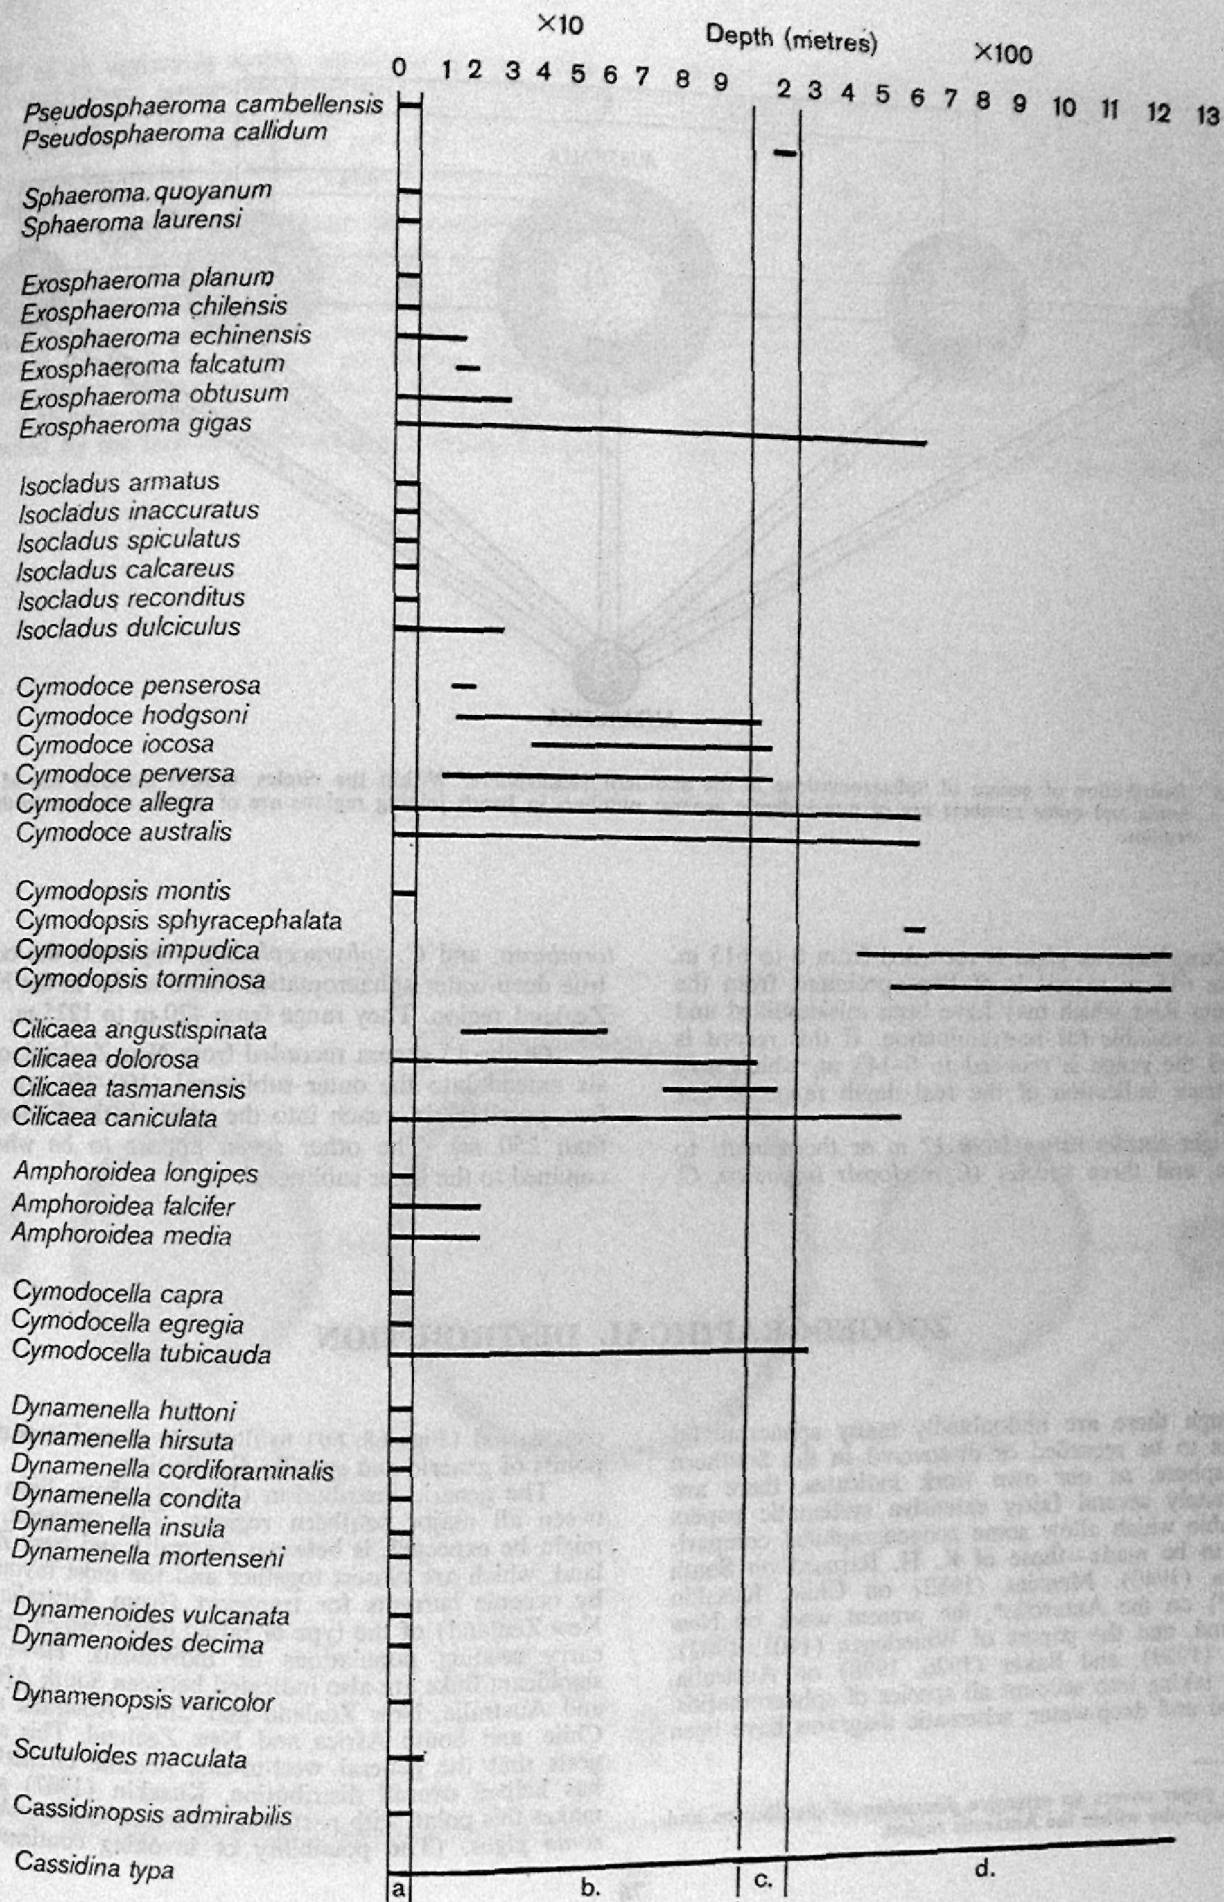 ×10 Depth (metres) ×100
0 1 2 3 4 5 6 7 8 9 2 3 4 5 6 7 8 9 10 11 12 13
Pseudosphaeroma cambellensis
Pseudosphaeroma callidum
Sphaeroma quoyanum
Sphaeroma laurensi
Exosphaeroma planum
Exosphaeroma chilensis
Exosphaeroma echinensis
Exosphaeroma falcatum
Exosphaeroma obtusum
Exosphaeroma gigas
Isocladus armatus
Isocladus inaccuratus
Isocladus spiculatus
Isocladus calcareus
Isocladus reconditus
Isocladus dulciculus
Cymodoce penserosa
Cymodoce hodgsoni
Cymodoce iocosa
Cymodoce perversa
Cymodoce allegra
Cymodoce australis
Cymodopsis montis
Cymodopsis sphyracephalata
Cymodopsis impudica
Cymodopsis torminosa
Cilicaea angustispinata
Cilicaea dolorosa
Cilicaea tasmanensis
Cilicaea caniculata
Amphoroidea longipes
Amphoroidea falcifer
Amphoroidea media
Cymodocella capra
Cymodocella egregia
Cymodocella tubicauda
Dynamenella huttoni
Dynamenella hirsuta
Dynamenella cordiforaminalis
Dynamenella condita
Dynamenella insula
Dynamenella mortenseni
Dynamenoides vulcanata
Dynamenoides decima
Dynamenopsis varicolor
Scutuloides maculata
Cassidinopsis admirabilis
Cassidina typa
a b. c. d.